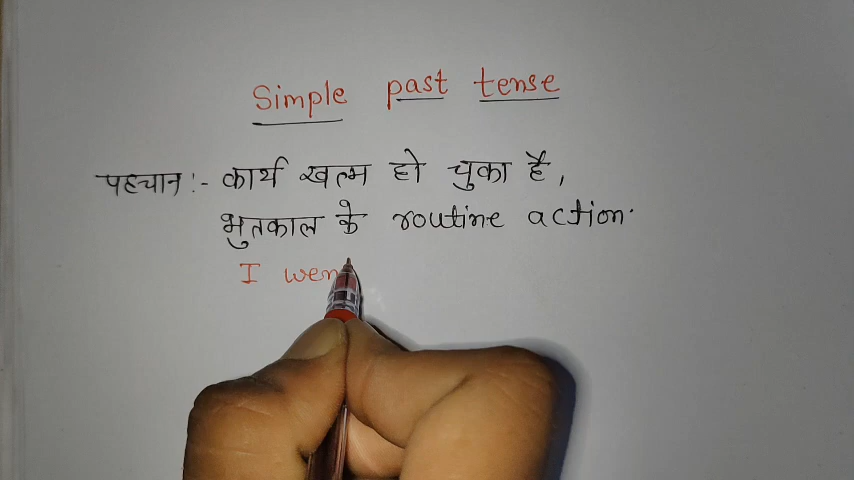 Simple past tense
पहचान :- कार्य खत्म हो चुका है,
भुतकाल के routine action.
I wen